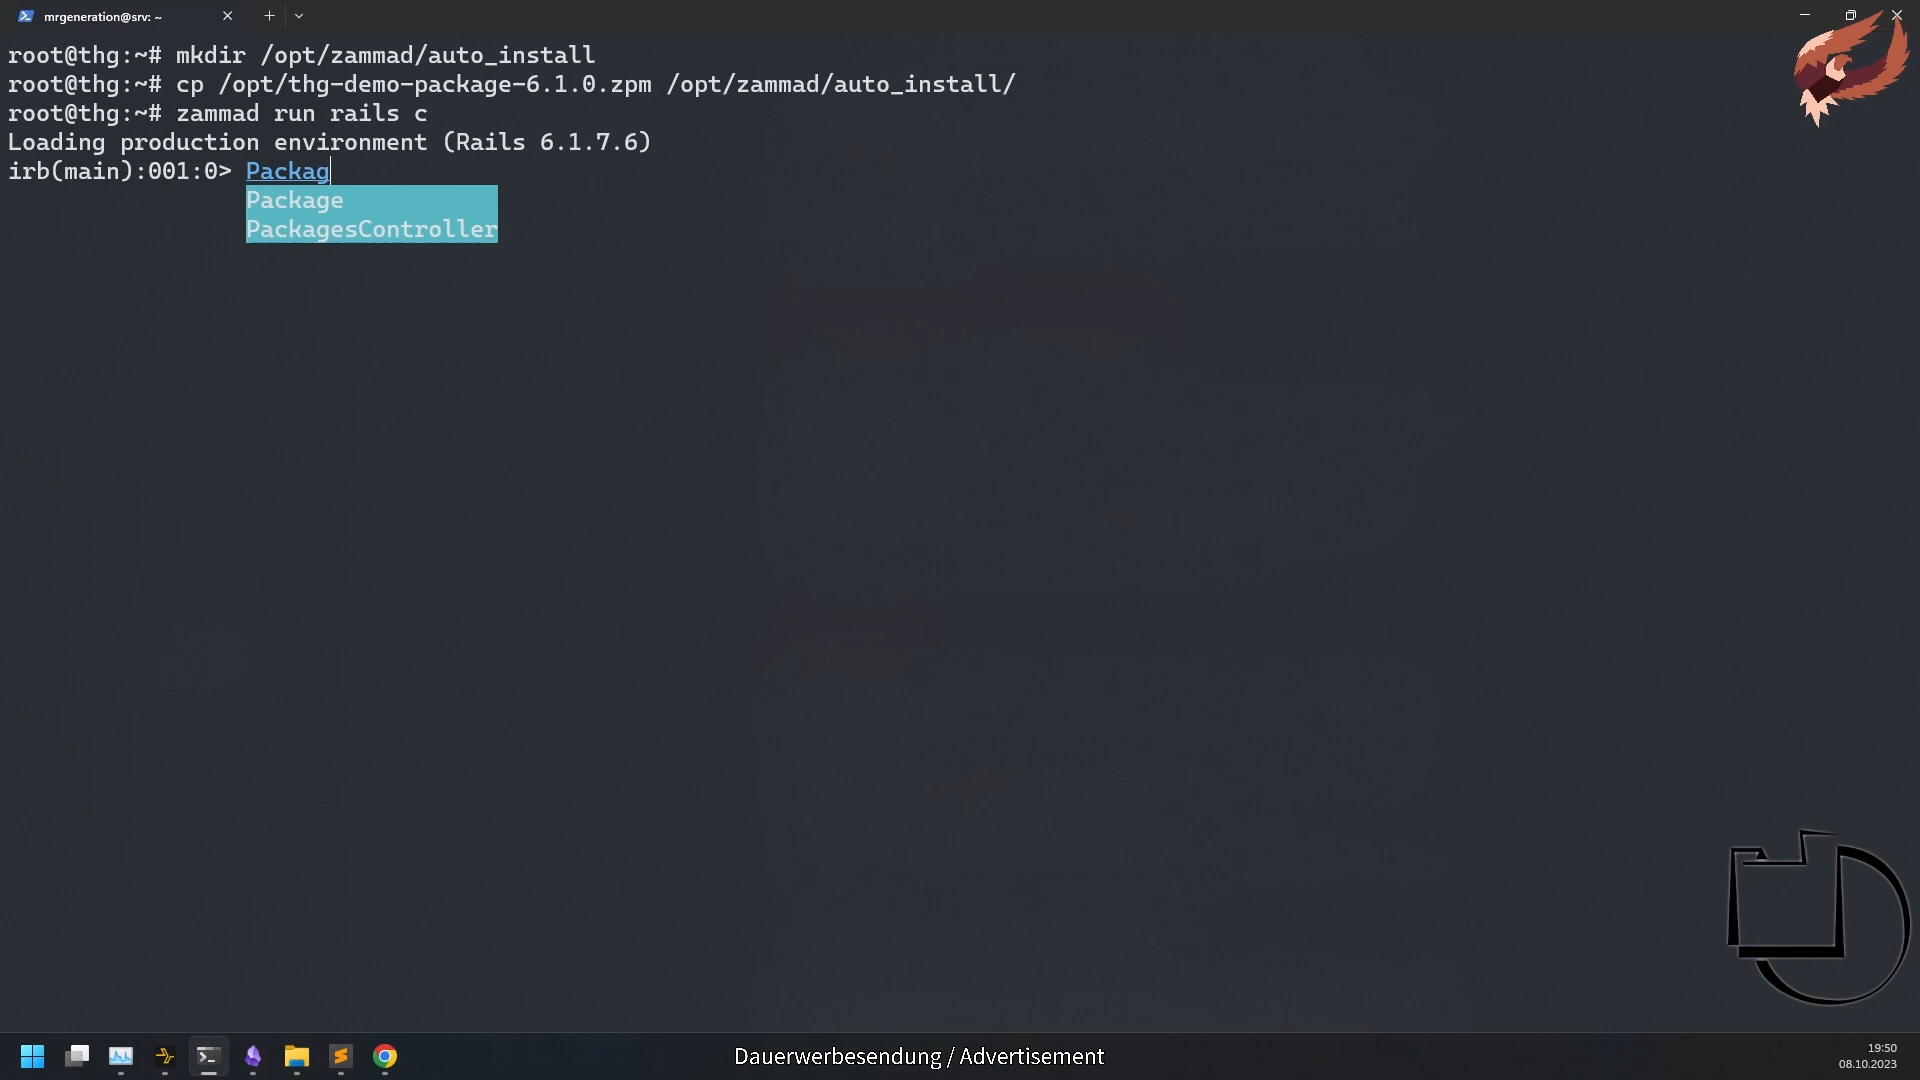 mrgeneration@srv: ~
root@thg:~# mkdir /opt/zammad/auto_install
root@thg:~# cp /opt/thg-demo-package-6.1.0.zpm /opt/zammad/auto_install/
root@thg:~# zammad run rails c
Loading production environment (Rails 6.1.7.6)
irb(main):001:0> Packag
Package
PackagesController
Dauerwerbesendung / Advertisement
19:50
08.10.2023